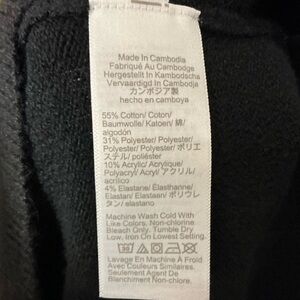 Made In Cambodia
Fabriqué Au Cambodge
Hergestellt In Kambodscha
Vervaardigd In Cambodja
カンボジア製
hecho en camboya
55% Cotton/ Coton/
Baumwolle/ Katoen/ 綿/
algodón
31% Polyester/ Polyester/
Polyester/ Polyester/ ポリエ
ステル/ poliéster
10% Acrylic/ Acrylique/
Polyacryl/ Acryl/ アクリル/
acrílico
4% Elastane/ Élasthanne/
Elastan/ Elastaan/ ポリウレ
タン/ elastano
Machine Wash Cold With
Like Colors, Non-chlorine
Bleach Only, Tumble Dry
Low, Iron On Lowest Setting.
Lavage En Machine À Froid
Avec Couleurs Similaires,
Seulement Agent De
Blanchiment Non Chloré,